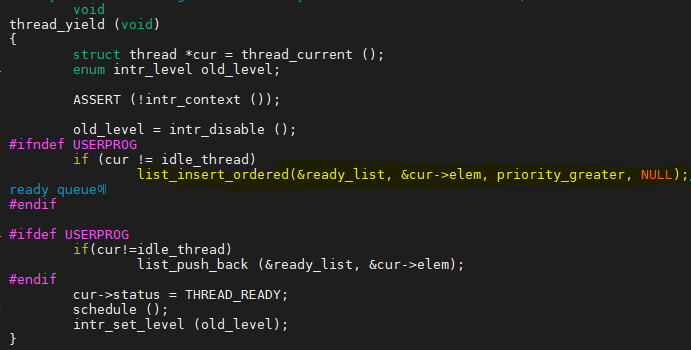 void
thread_yield (void)
{
struct thread *cur = thread_current ();
enum intr_level old_level;
ASSERT (!intr_context ());
old_level = intr_disable ();
#ifndef USERPROG
if (cur != idle_thread)
list_insert_ordered(&ready_list, &cur->elem, priority_greater, NULL);
ready queue에
#endif
#ifdef USERPROG
if(cur!=idle_thread)
list_push_back (&ready_list, &cur->elem);
#endif
cur->status = THREAD_READY;
schedule ();
intr_set_level (old_level);
}